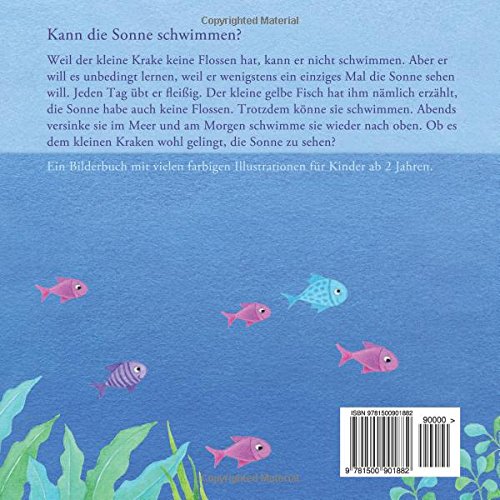 Copyrighted Material
Kann die Sonne schwimmen?
Weil der kleine Krake keine Flossen hat, kann er nicht schwimmen. Aber er
will es unbedingt lernen, weil er wenigstens ein einziges Mal die Sonne sehen
will. Jeden Tag übt er fleißig. Der kleine gelbe Fisch hat ihm nämlich erzählt,
die Sonne habe auch keine Flossen. Trotzdem könne sie schwimmen. Abends
versinke sie im Meer und am Morgen schwimme sie wieder nach oben. Ob es
dem kleinen Kraken wohl gelingt, die Sonne zu sehen?
Ein Bilderbuch mit vielen farbigen Illustrationen für Kinder ab 2 Jahren.
ISBN 9781500901882
90000 >
9 781500 901882
Copyrighted Material